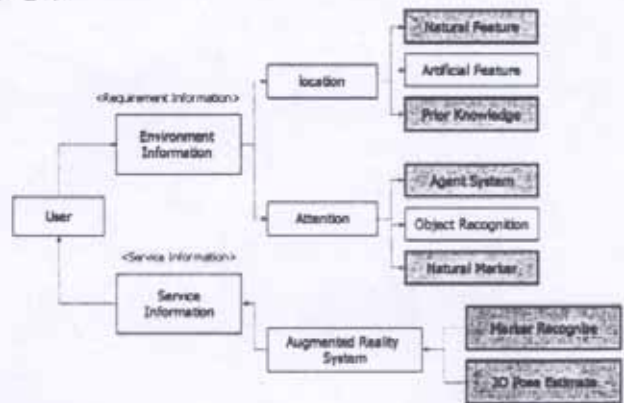 Natural Feature
location
Artificial Feature
<Requirement Information>
Environment
Information
Prior Knowledge
Agent System
User
Attention
Object Recognition
<Service Information>
Natural Marker
Service
Information
Marker Recognize
Augmented Reality
System
3D Pose Estimate